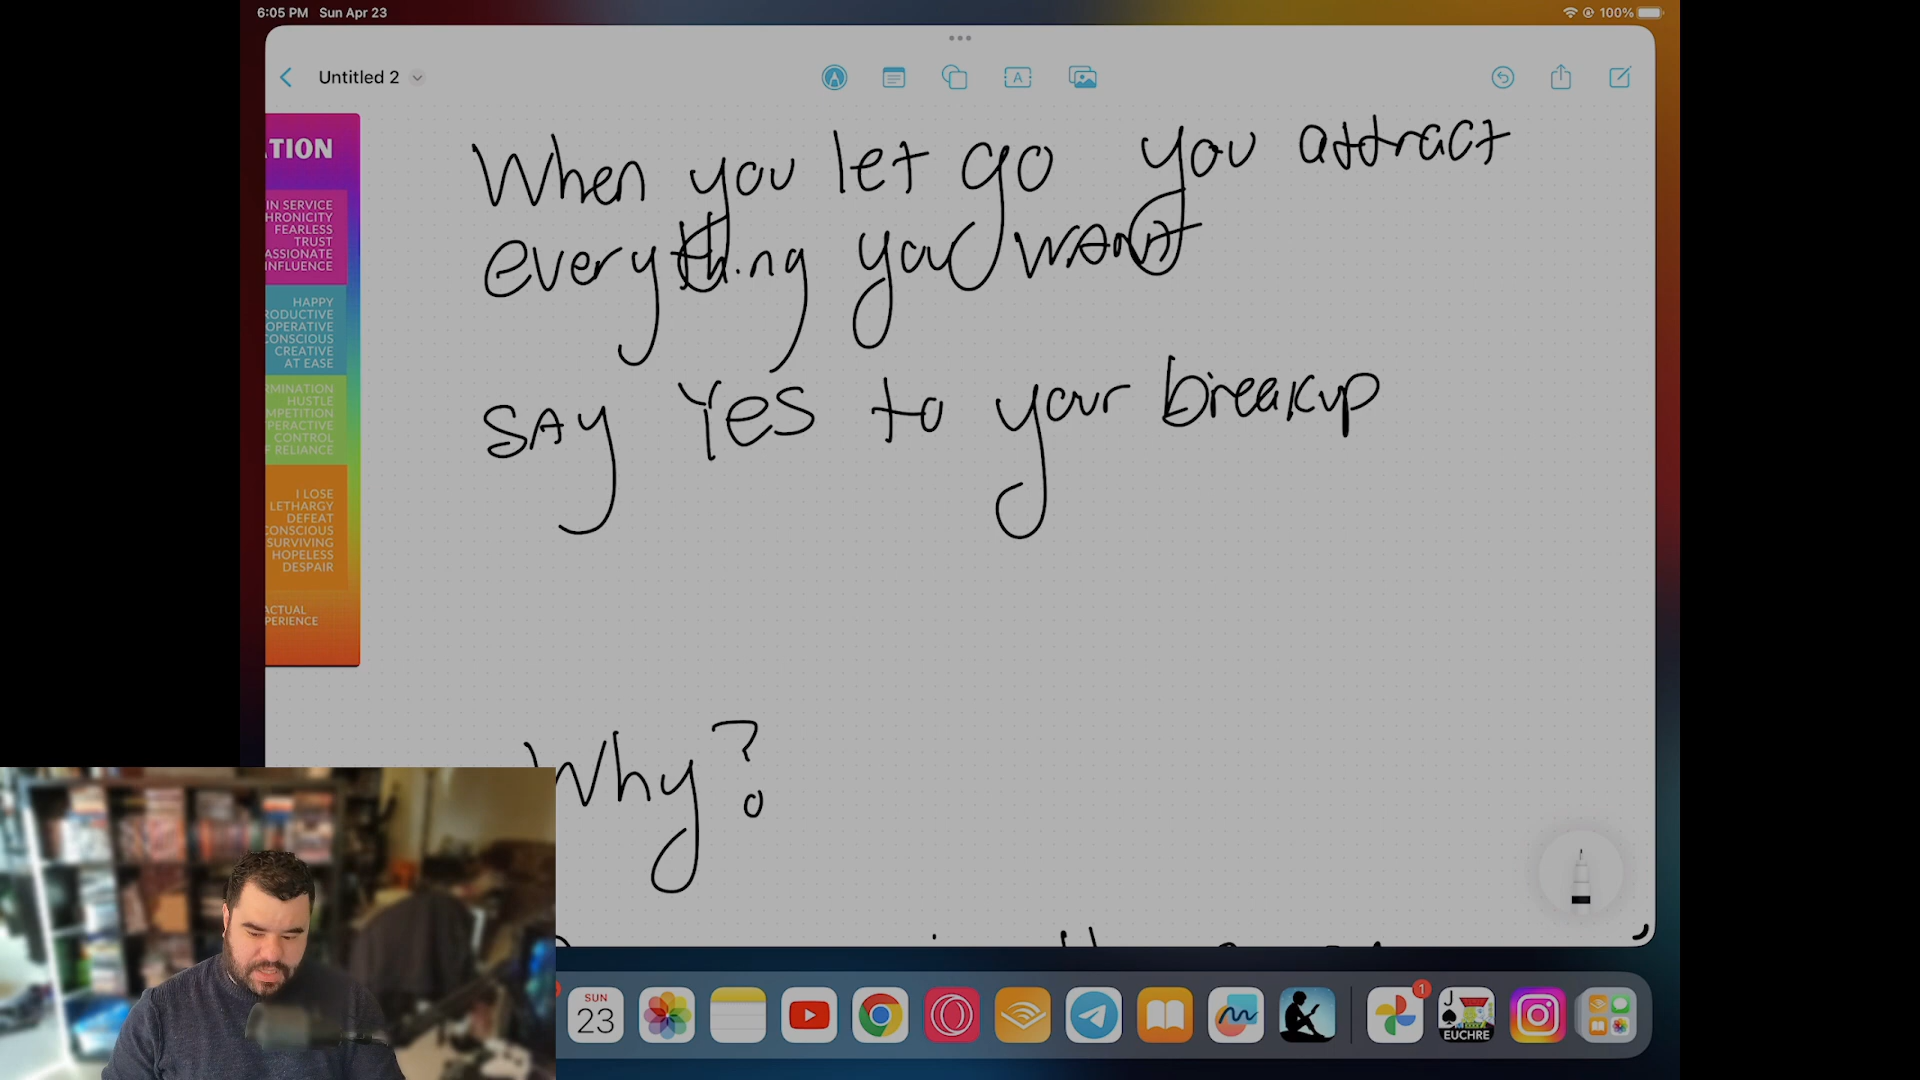 6:05 PM Sun Apr 23
100%
Untitled 2
A
TION
IN SERVICE
HRONICITY
FEARLESS
TRUST
ASSIONATE
INFLUENCE
HAPPY
RODUCTIVE
OPERATIVE
CONSCIOUS
CREATIVE
AT EASE
RMINATION
HUSTLE
MPETITION
PERACTIVE
CONTROL
F RELIANCE
I LOSE
LETHARGY
DEFEAT
CONSCIOUS
SURVIVING
HOPELESS
DESPAIR
ACTUAL
PERIENCE
When you let go you attract
everything you WANT
SAY YES to your breakup
Why?
SUN
23
1
J
EUCHRE